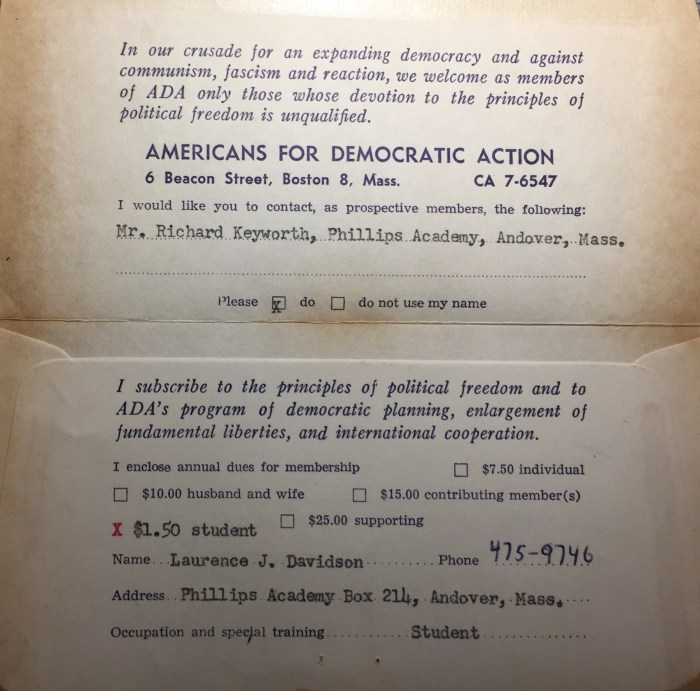 In our crusade for an expanding democracy and against
communism, fascism and reaction, we welcome as members
of ADA only those whose devotion to the principles of
political freedom is unqualified.
AMERICANS FOR DEMOCRATIC ACTION
6 Beacon Street, Boston 8, Mass. CA 7-6547
I would like you to contact, as prospective members, the following:
Mr. Richard Keyworth, Phillips Academy, Andover, Mass.
Please x do ☐ do not use my name
I subscribe to the principles of political freedom and to
ADA's program of democratic planning, enlargement of
fundamental liberties, and international cooperation.
I enclose annual dues for membership ☐ $7.50 individual
☐ $10.00 husband and wife ☐ $15.00 contributing member(s)
X $1.50 student ☐ $25.00 supporting
Name Laurence J. Davidson Phone 475-9746
Address Phillips Academy Box 214, Andover, Mass.
Occupation and special training Student